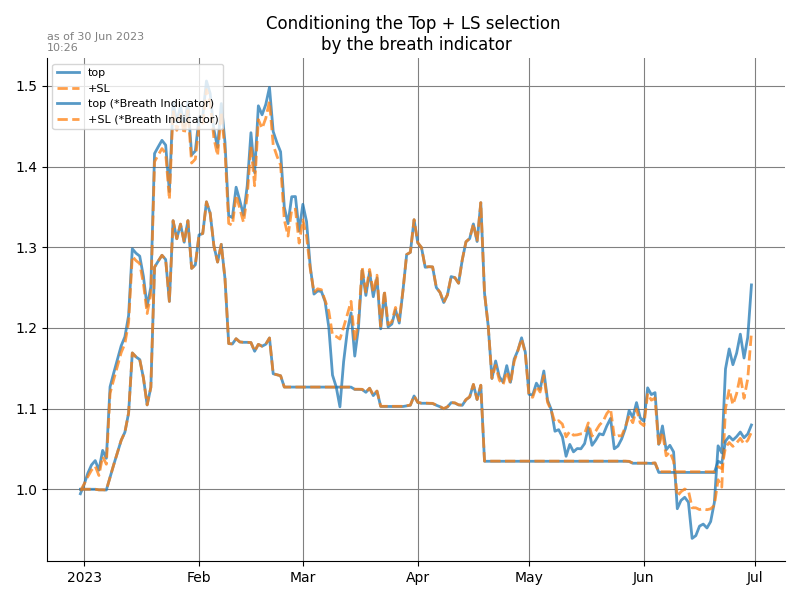 Conditioning the Top + LS selection
by the breath indicator
as of 30 Jun 2023
10:26
top
+SL
top (*Breath Indicator)
+SL (*Breath Indicator)
1.5
1.4
1.3
1.2
1.1
1.0
2023 Feb Mar Apr May Jun Jul